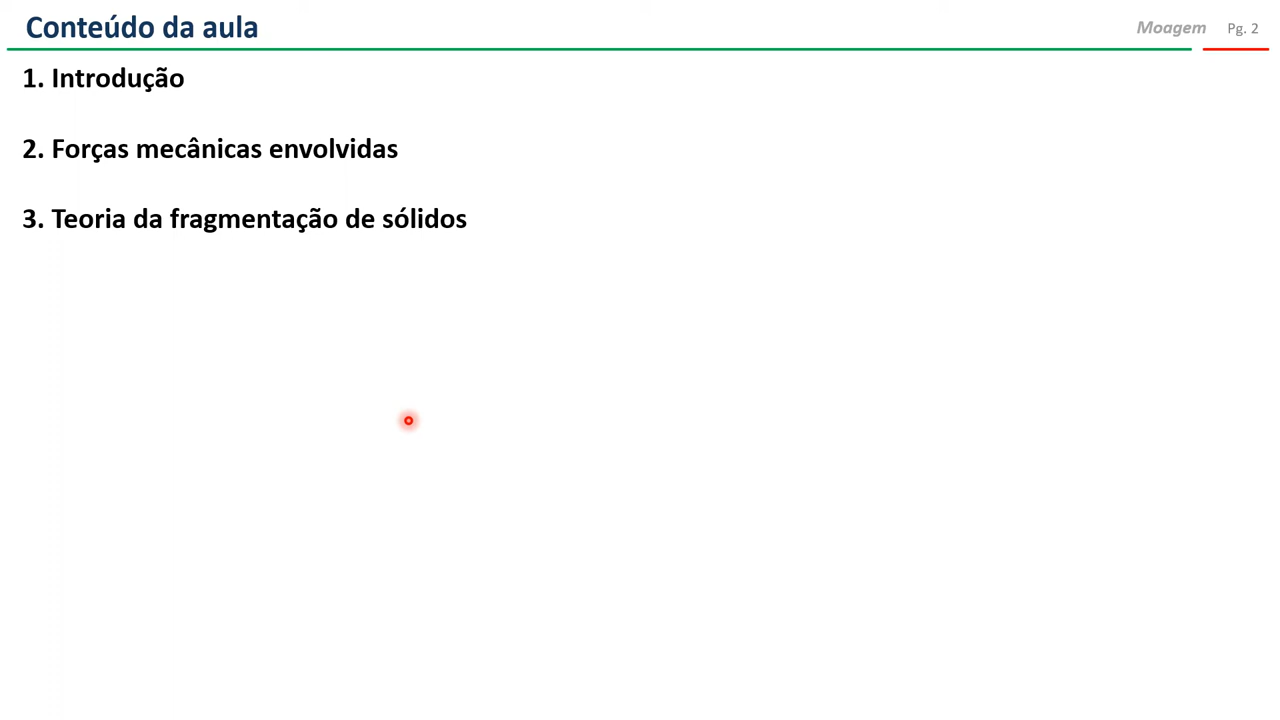 Conteúdo da aula
Moagem Pg. 2
1. Introdução
2. Forças mecânicas envolvidas
3. Teoria da fragmentação de sólidos